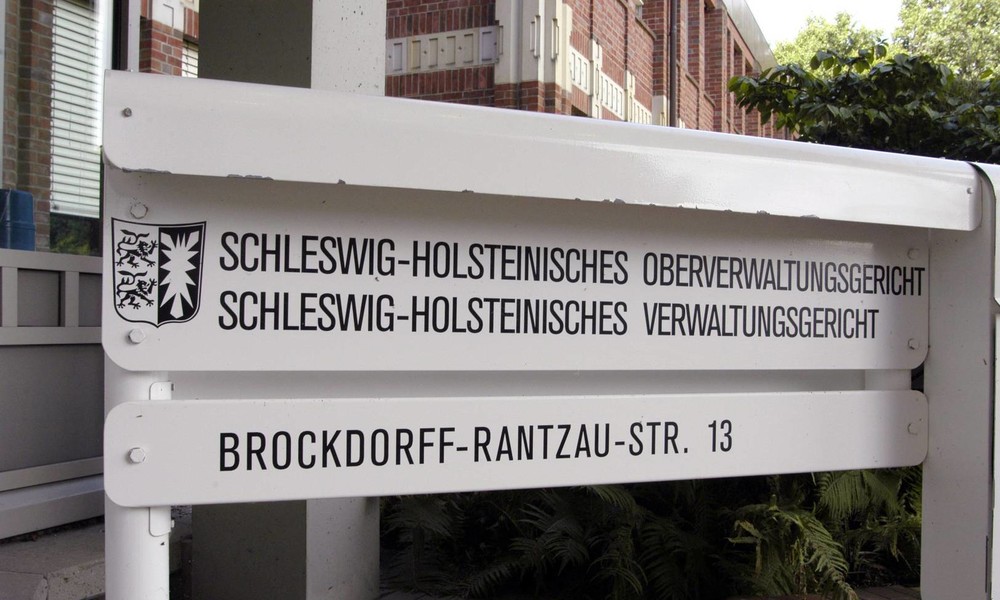 SCHLESWIG-HOLSTEINISCHES OBERVERWALTUNGSGERICHT
SCHLESWIG-HOLSTEINISCHES VERWALTUNGSGERICHT
BROCKDORFF-RANTZAU-STR. 13